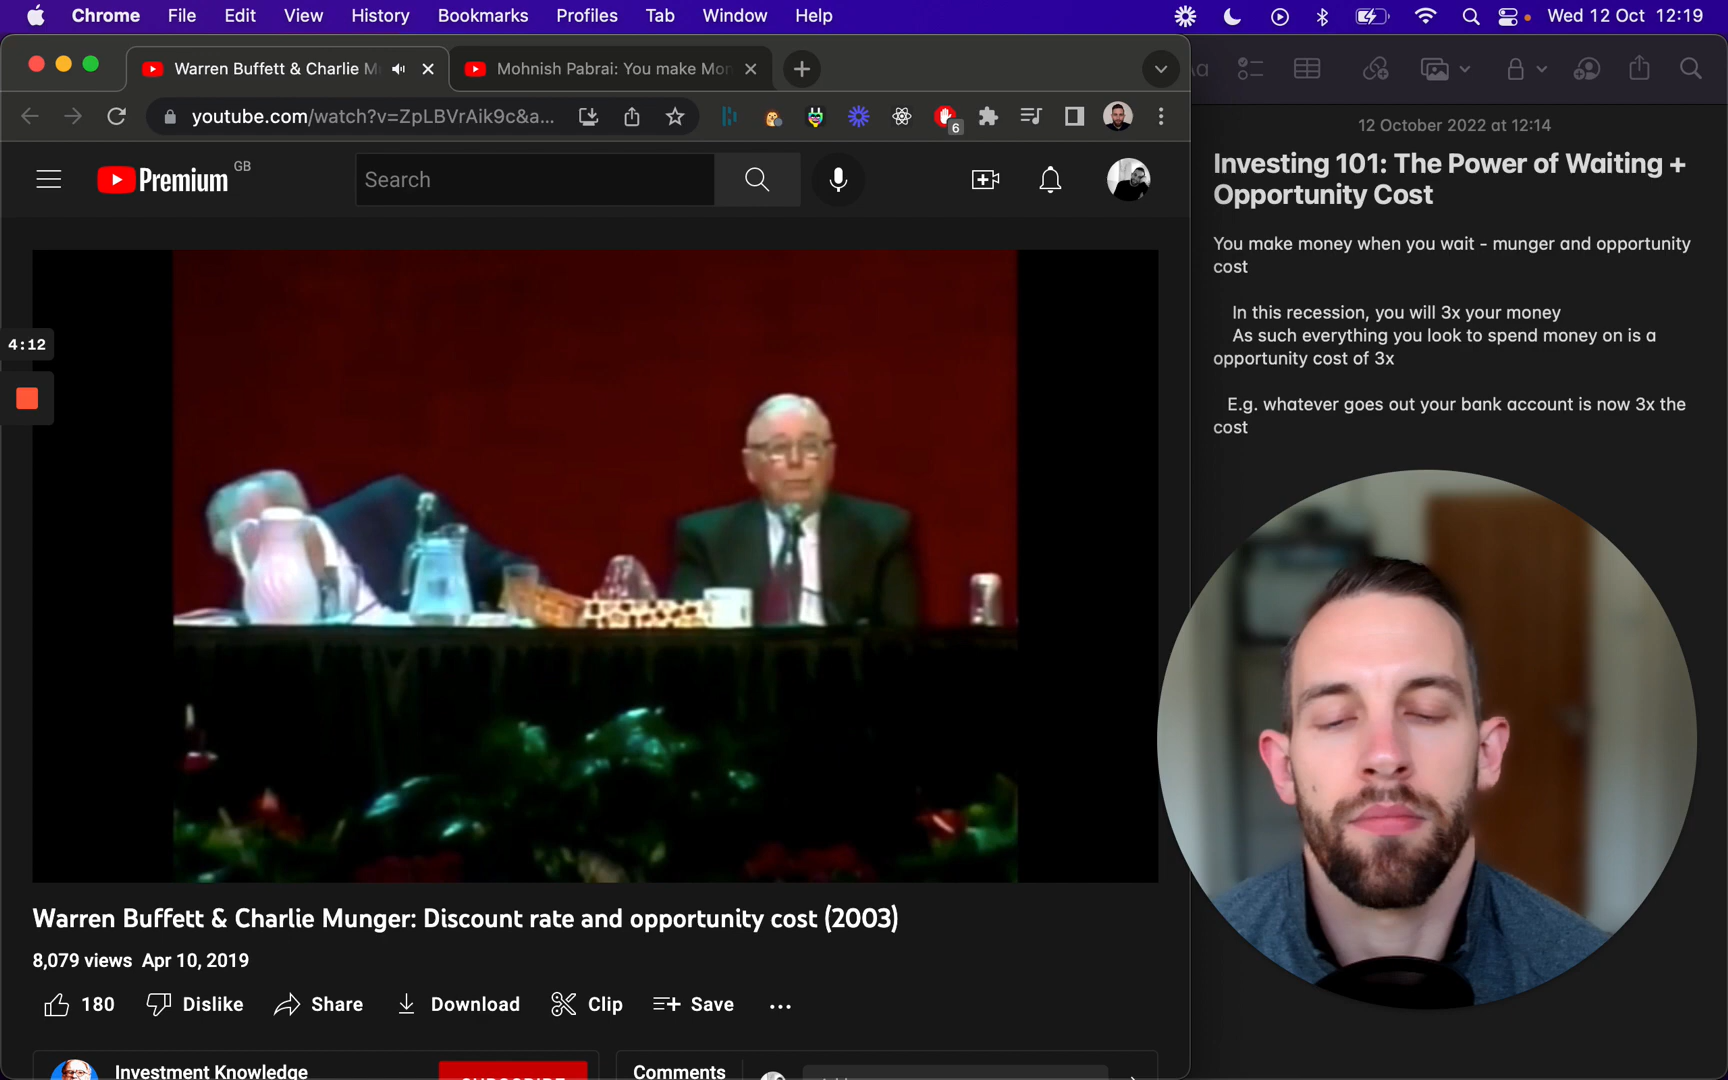 Chrome File Edit View History Bookmarks Profiles Tab Window Help Wed 12 Oct 12:19
Warren Buffett & Charlie M
Mohnish Pabrai: You make Mon
youtube.com/watch?v=ZpLBVrAik9c&a...
6
Premium GB
Search
4:12
Warren Buffett & Charlie Munger: Discount rate and opportunity cost (2003)
8,079 views Apr 10, 2019
180 Dislike Share Download Clip Save ...
Investment Knowledge
SUBSCRIBE
Comments
12 October 2022 at 12:14
Investing 101: The Power of Waiting +
Opportunity Cost
You make money when you wait - munger and opportunity
cost
In this recession, you will 3x your money
As such everything you look to spend money on is a
opportunity cost of 3x
E.g. whatever goes out your bank account is now 3x the
cost